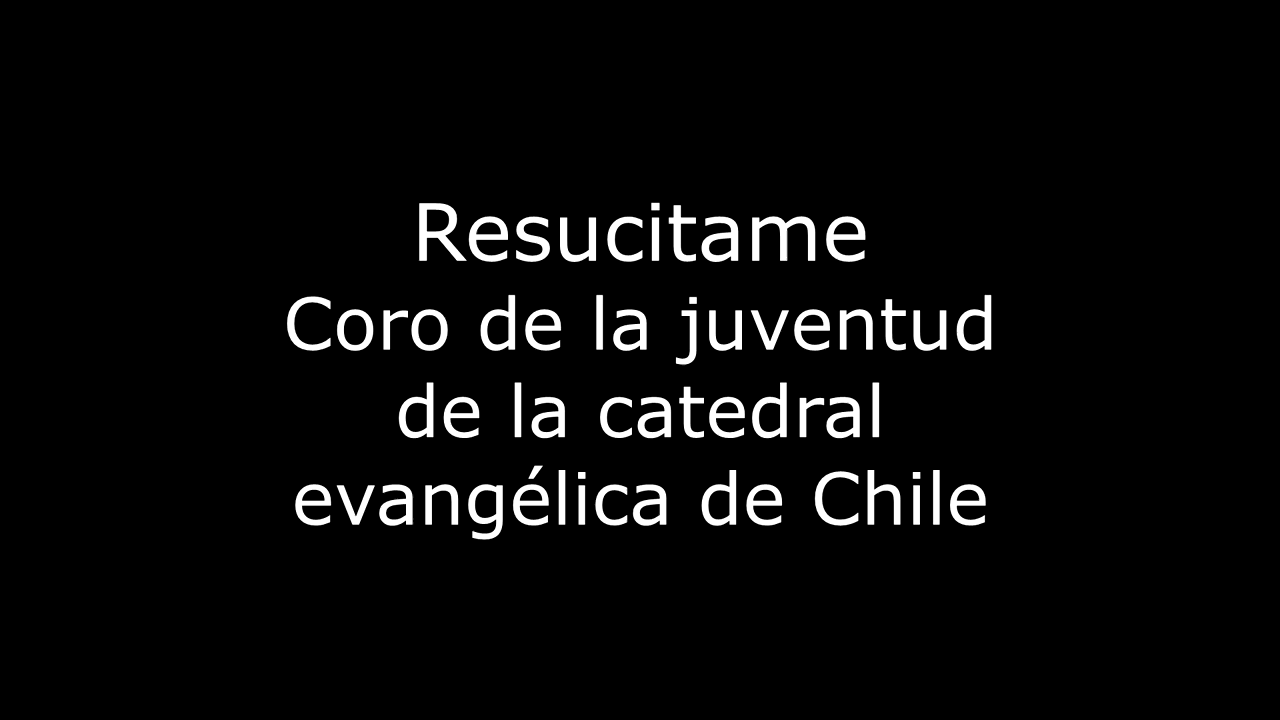 Resucitame
Coro de la juventud
de la catedral
evangélica de Chile